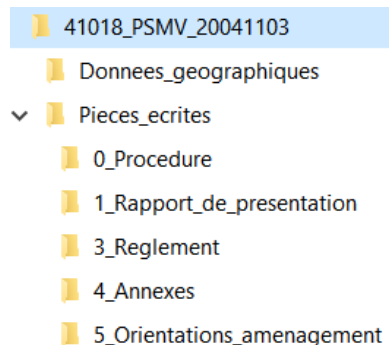 41018_PSMV_20041103
Donnees_geographiques
Pieces_ecrites
0_Procedure
1_Rapport_de_presentation
3_Reglement
4_Annexes
5_Orientations_amenagement